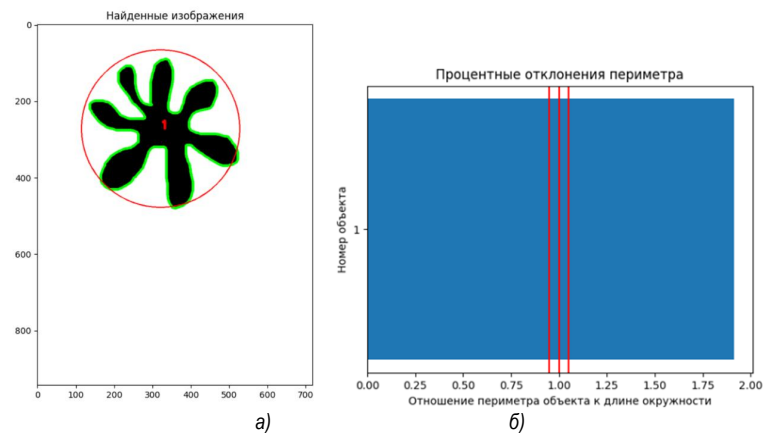 Найденные изображения
0
200
400
600
800
0 100 200 300 400 500 600 700
1
а)
Процентные отклонения периметра
Номер объекта
1
0.00 0.25 0.50 0.75 1.00 1.25 1.50 1.75 2.00
Отношение периметра объекта к длине окружности
б)